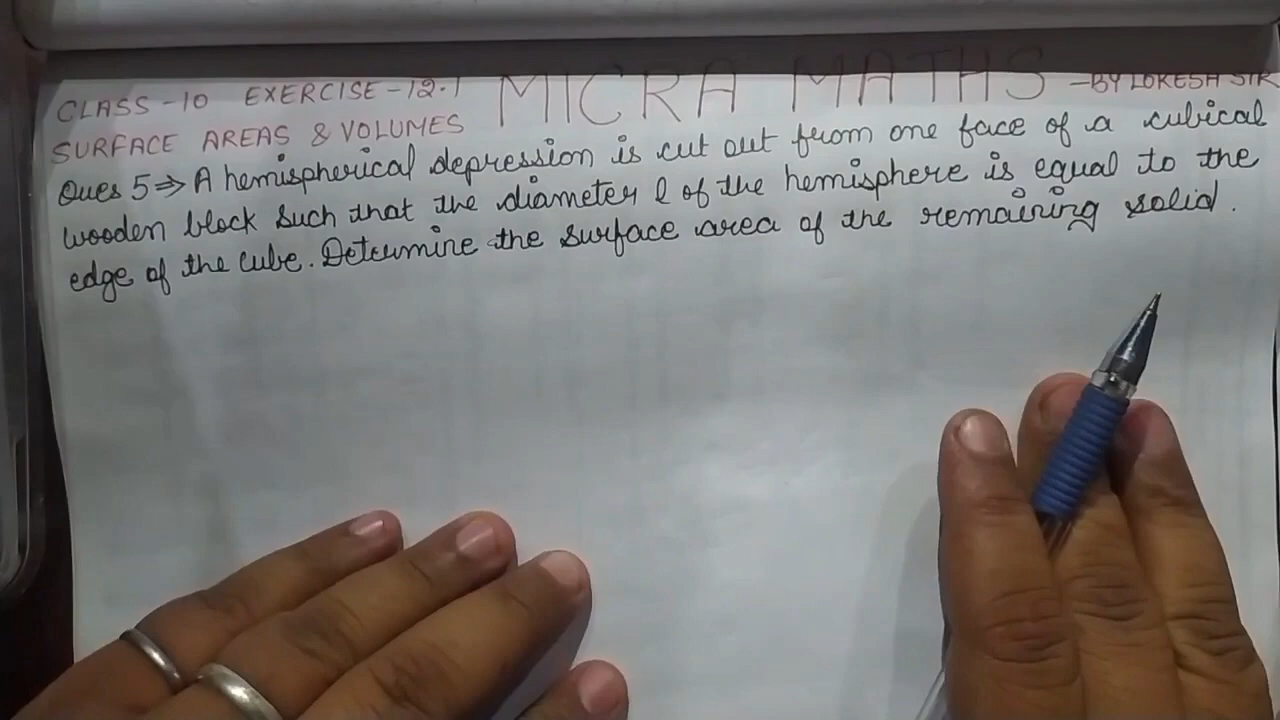 CLASS-10 EXERCISE-12.1 MICRA MATHS -BY LOKESH SIR
SURFACE AREAS & VOLUMES
Ques 5⇒ A hemispherical depression is cut out from one face of a cubical
wooden block such that the diameter l of the hemisphere is equal to the
edge of the cube. Determine the surface area of the remaining solid.